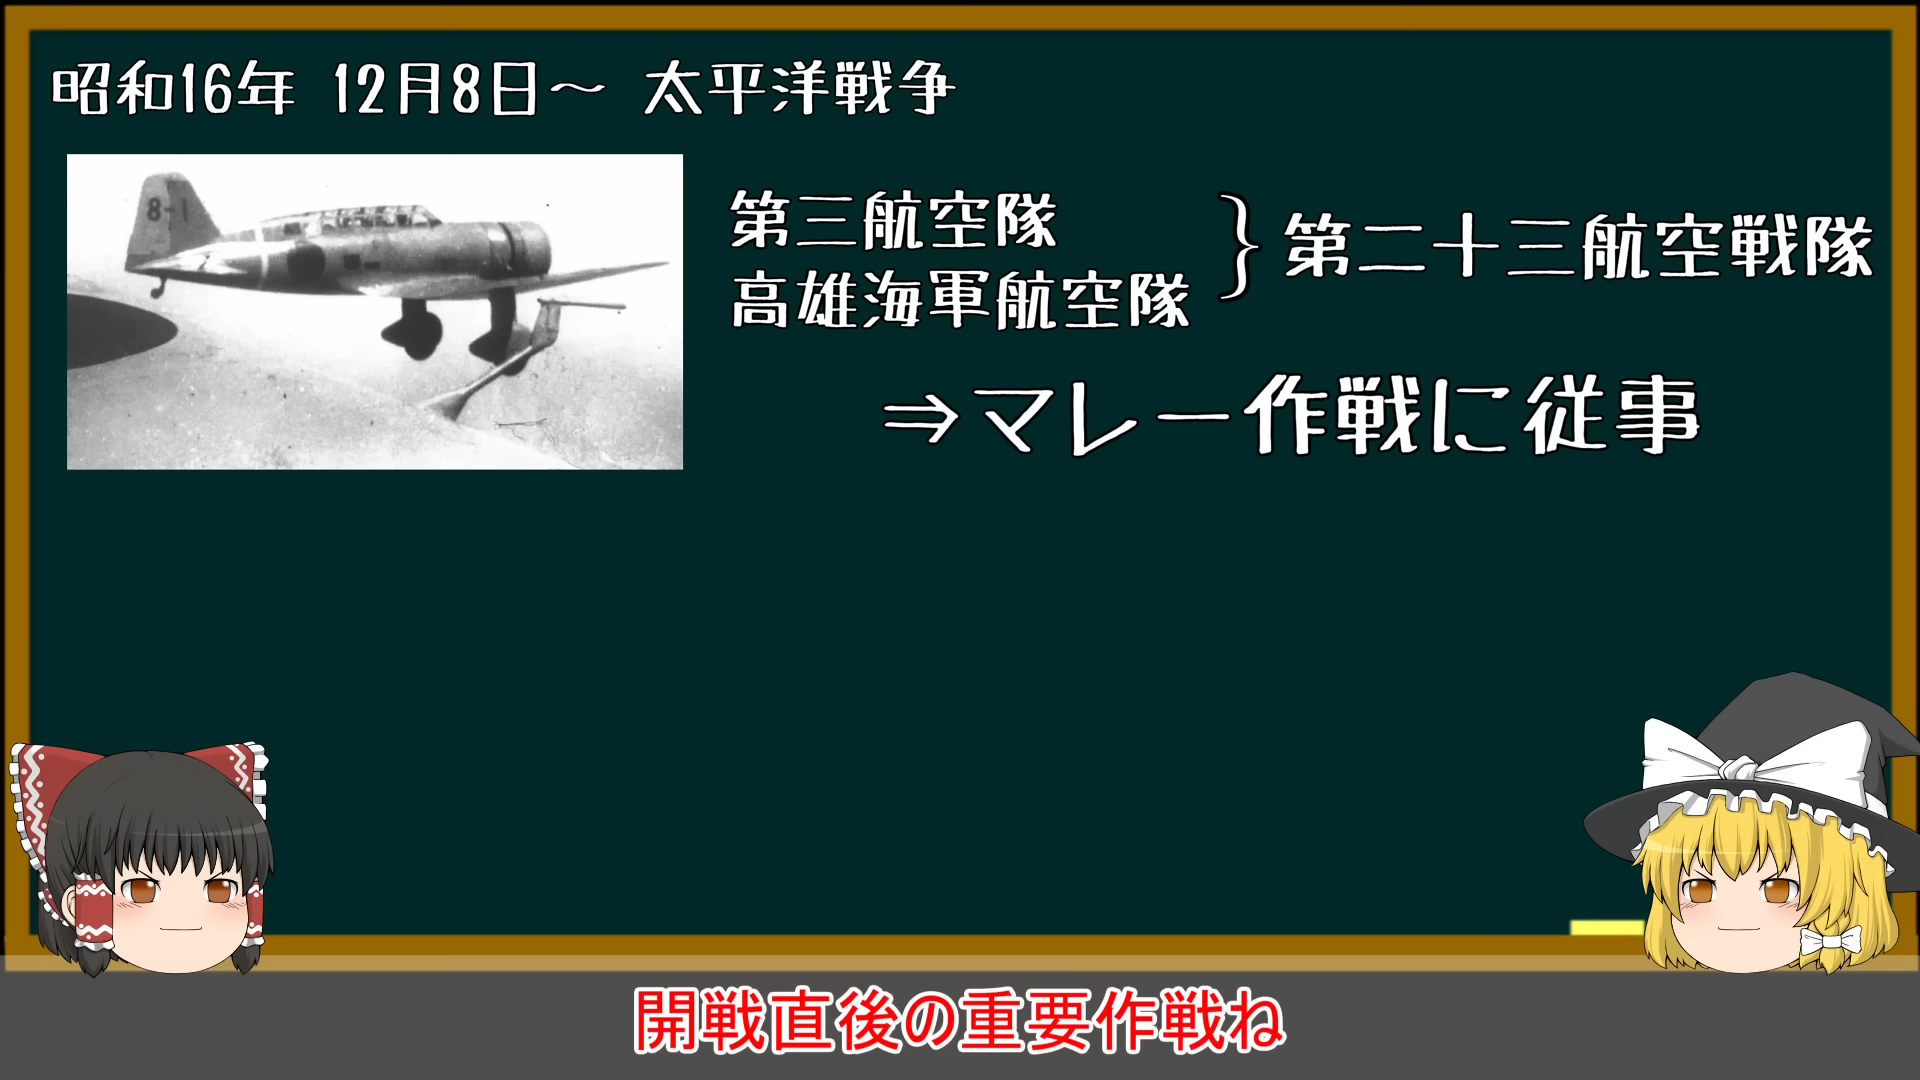 昭和16年 12月8日～ 太平洋戦争
8-1
第三航空隊
高雄海軍航空隊
} 第二十三航空戦隊
⇒マレー作戦に従事
開戦直後の重要作戦ね